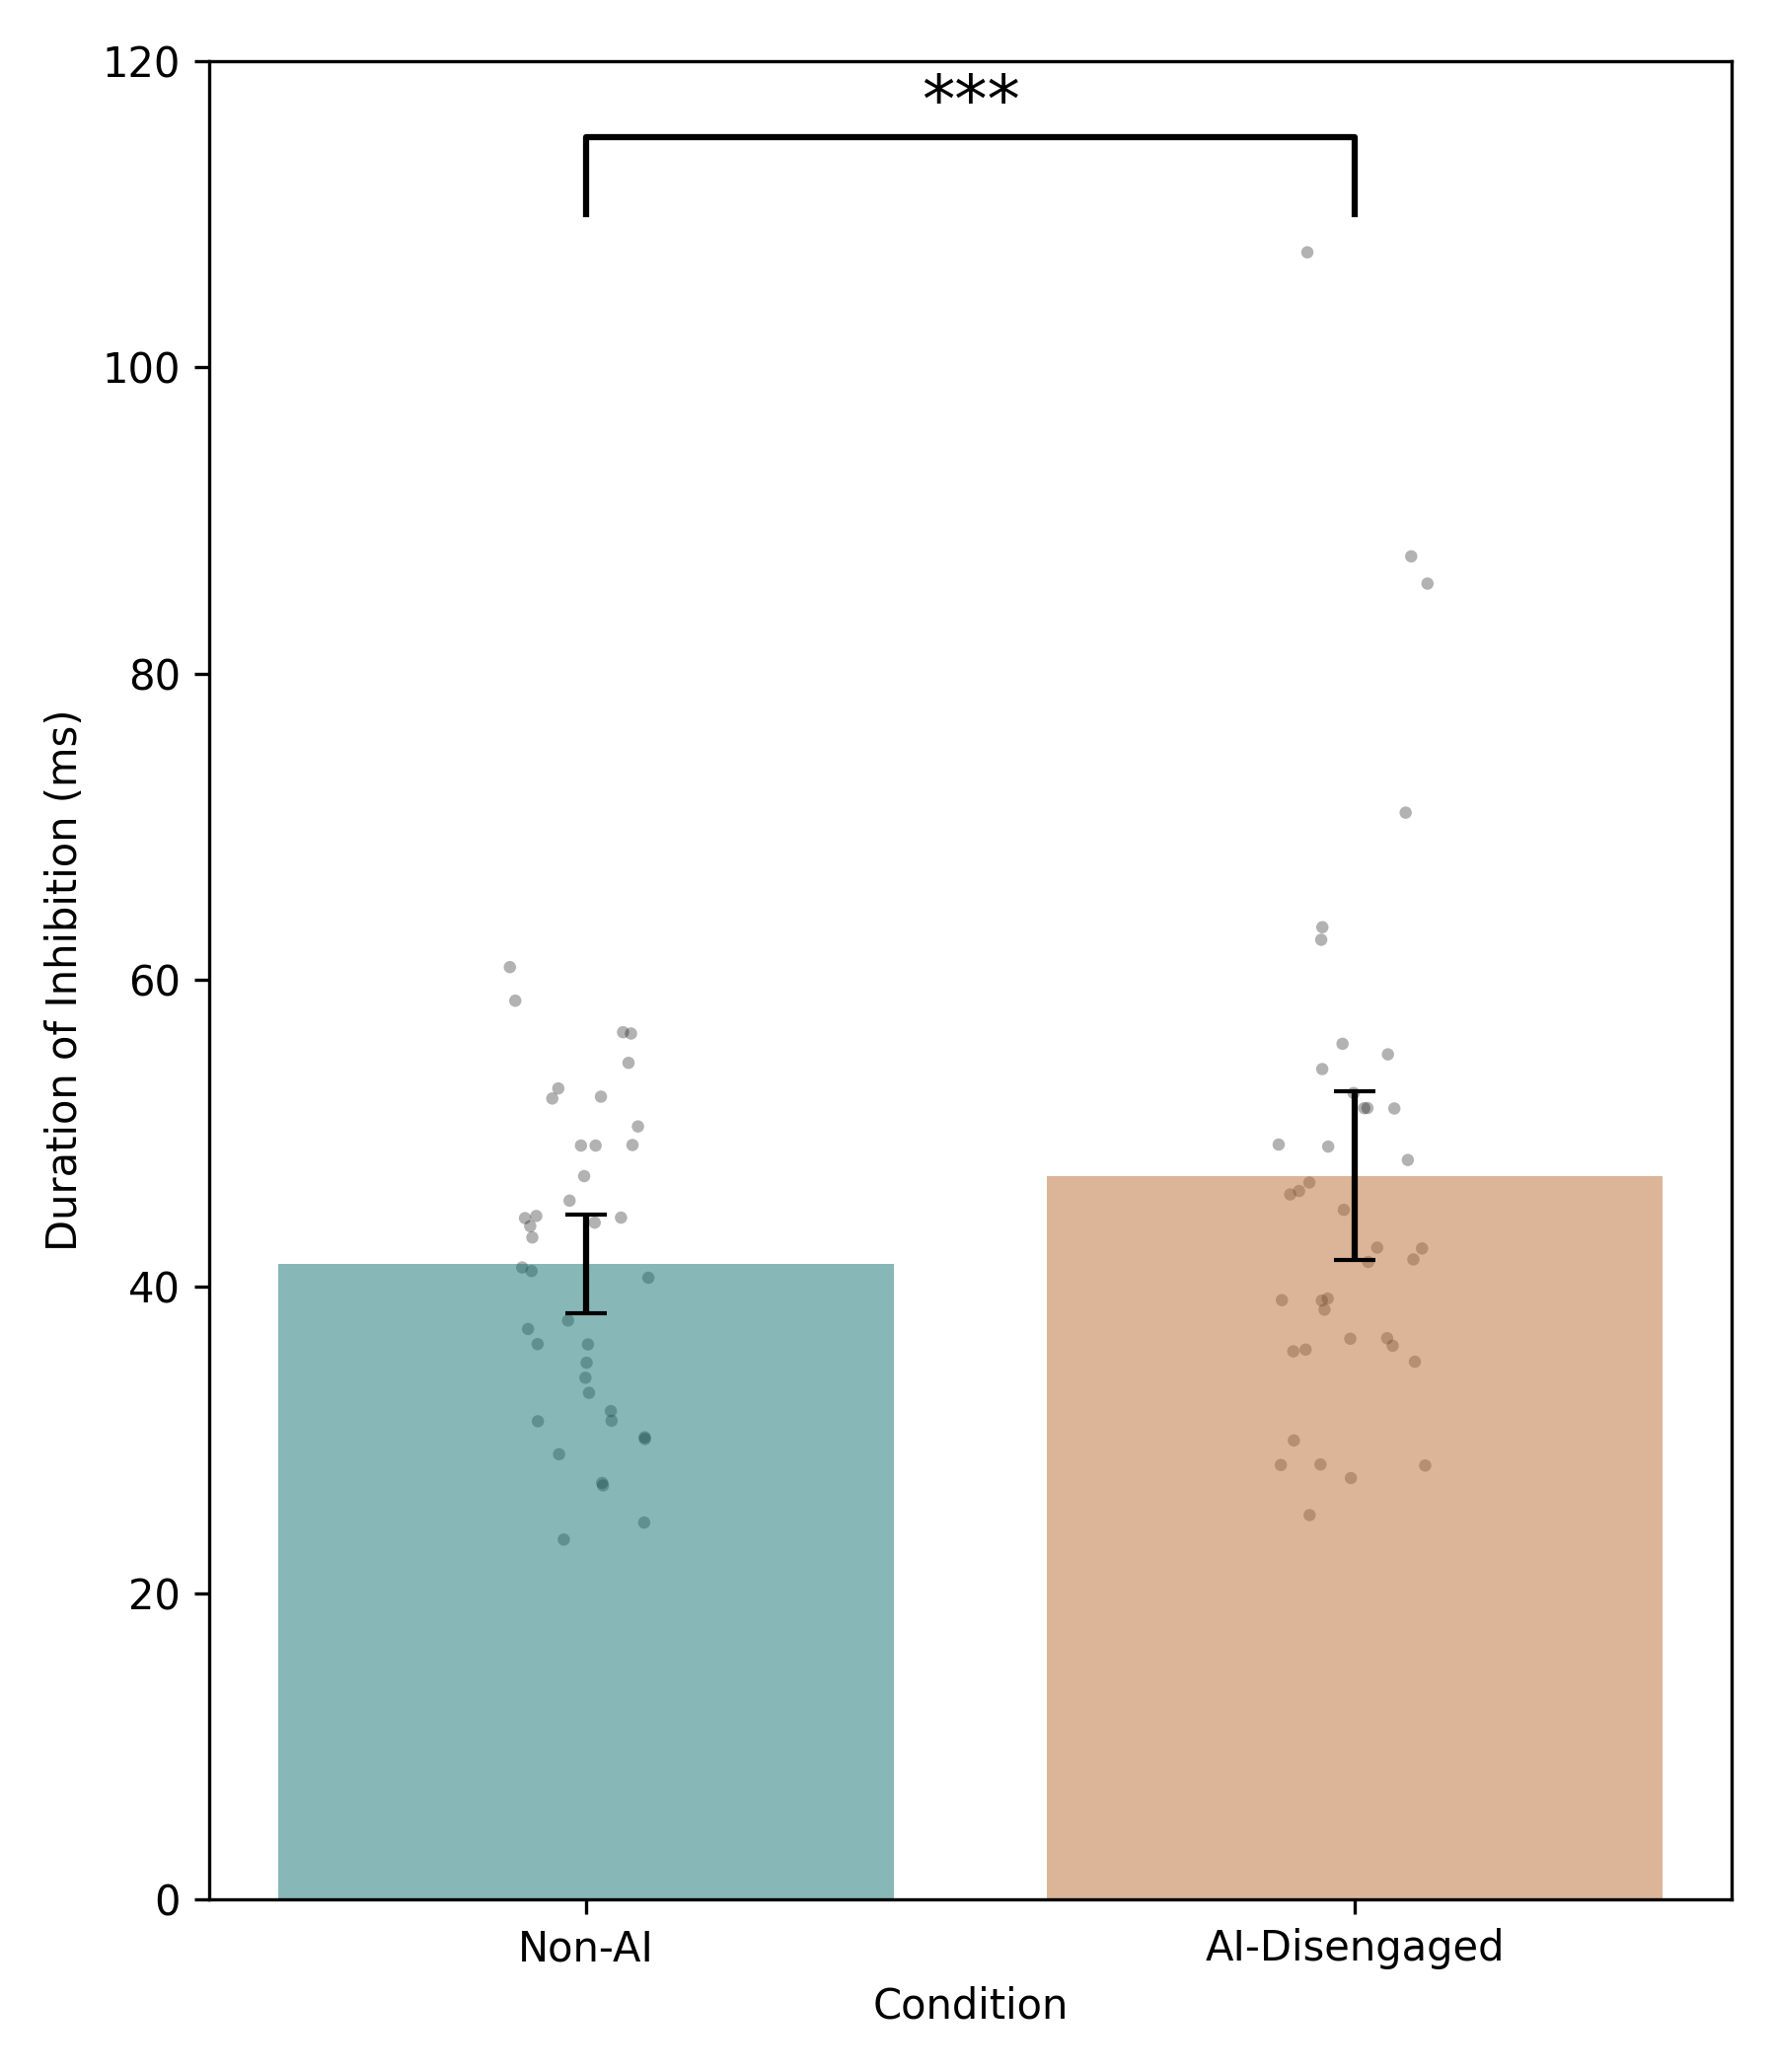 ***
120
100
80
60
40
20
0
Duration of Inhibition (ms)
Non-AI
AI-Disengaged
Condition